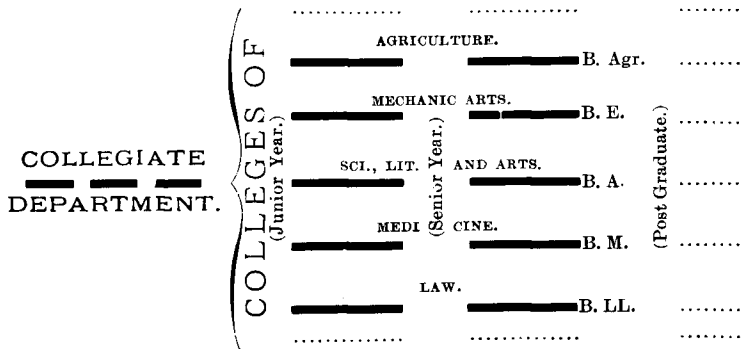 COLLEGIATE
DEPARTMENT.
COLLEGES OF
(Junior Year.)
(Senior Year.)
(Post Graduate.)
AGRICULTURE.
B. Agr.
MECHANIC ARTS.
B. E.
SCI., LIT. AND ARTS.
B. A.
MEDICINE.
B. M.
LAW.
B. LL.